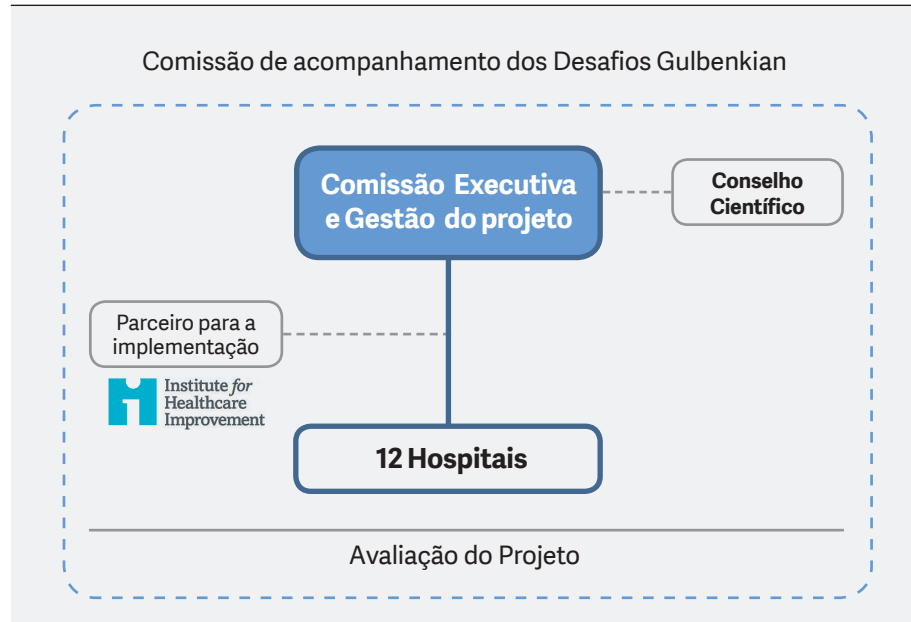 Comissão de acompanhamento dos Desafios Gulbenkian
Comissão Executiva
e Gestão do projeto
Conselho
Científico
Parceiro para a
implementação
Institute for
Healthcare
Improvement
12 Hospitais
Avaliação do Projeto